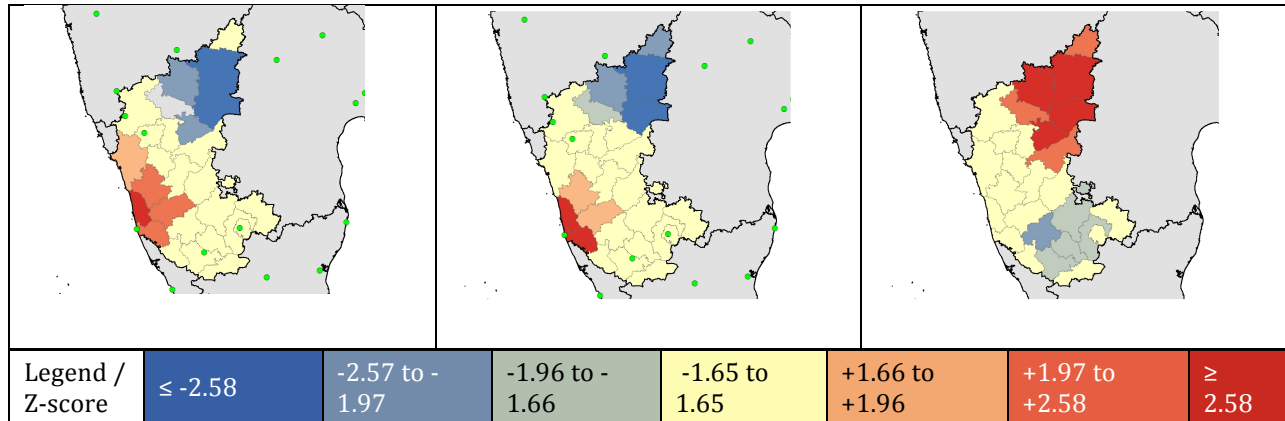 Legend / ≤ -2.58 -2.57 to - -1.96 to - -1.65 to +1.66 to +1.97 to ≥
Z-score 1.97 1.66 1.65 +1.96 +2.58 2.58